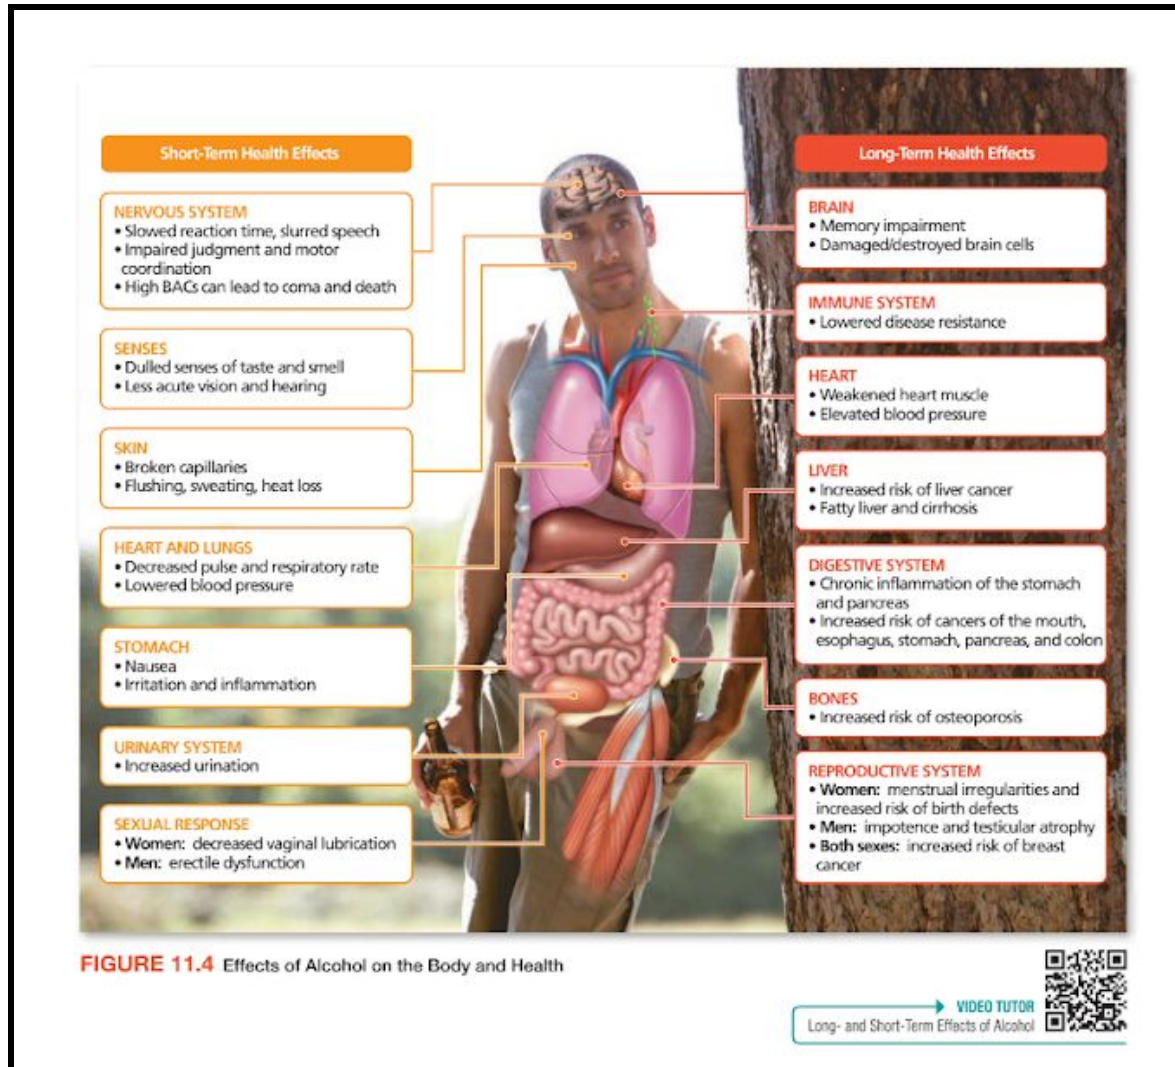 Short-Term Health Effects
NERVOUS SYSTEM
• Slowed reaction time, slurred speech
• Impaired judgment and motor
coordination
• High BACs can lead to coma and death
SENSES
• Dulled senses of taste and smell
• Less acute vision and hearing
SKIN
• Broken capillaries
• Flushing, sweating, heat loss
HEART AND LUNGS
• Decreased pulse and respiratory rate
• Lowered blood pressure
STOMACH
• Nausea
• Irritation and inflammation
URINARY SYSTEM
• Increased urination
SEXUAL RESPONSE
• Women: decreased vaginal lubrication
• Men: erectile dysfunction
Long-Term Health Effects
BRAIN
• Memory impairment
• Damaged/destroyed brain cells
IMMUNE SYSTEM
• Lowered disease resistance
HEART
• Weakened heart muscle
• Elevated blood pressure
LIVER
• Increased risk of liver cancer
• Fatty liver and cirrhosis
DIGESTIVE SYSTEM
• Chronic inflammation of the stomach
and pancreas
• Increased risk of cancers of the mouth,
esophagus, stomach, pancreas, and colon
BONES
• Increased risk of osteoporosis
REPRODUCTIVE SYSTEM
• Women: menstrual irregularities and
increased risk of birth defects
• Men: impotence and testicular atrophy
• Both sexes: increased risk of breast
cancer
FIGURE 11.4 Effects of Alcohol on the Body and Health
VIDEO TUTOR
Long- and Short-Term Effects of Alcohol